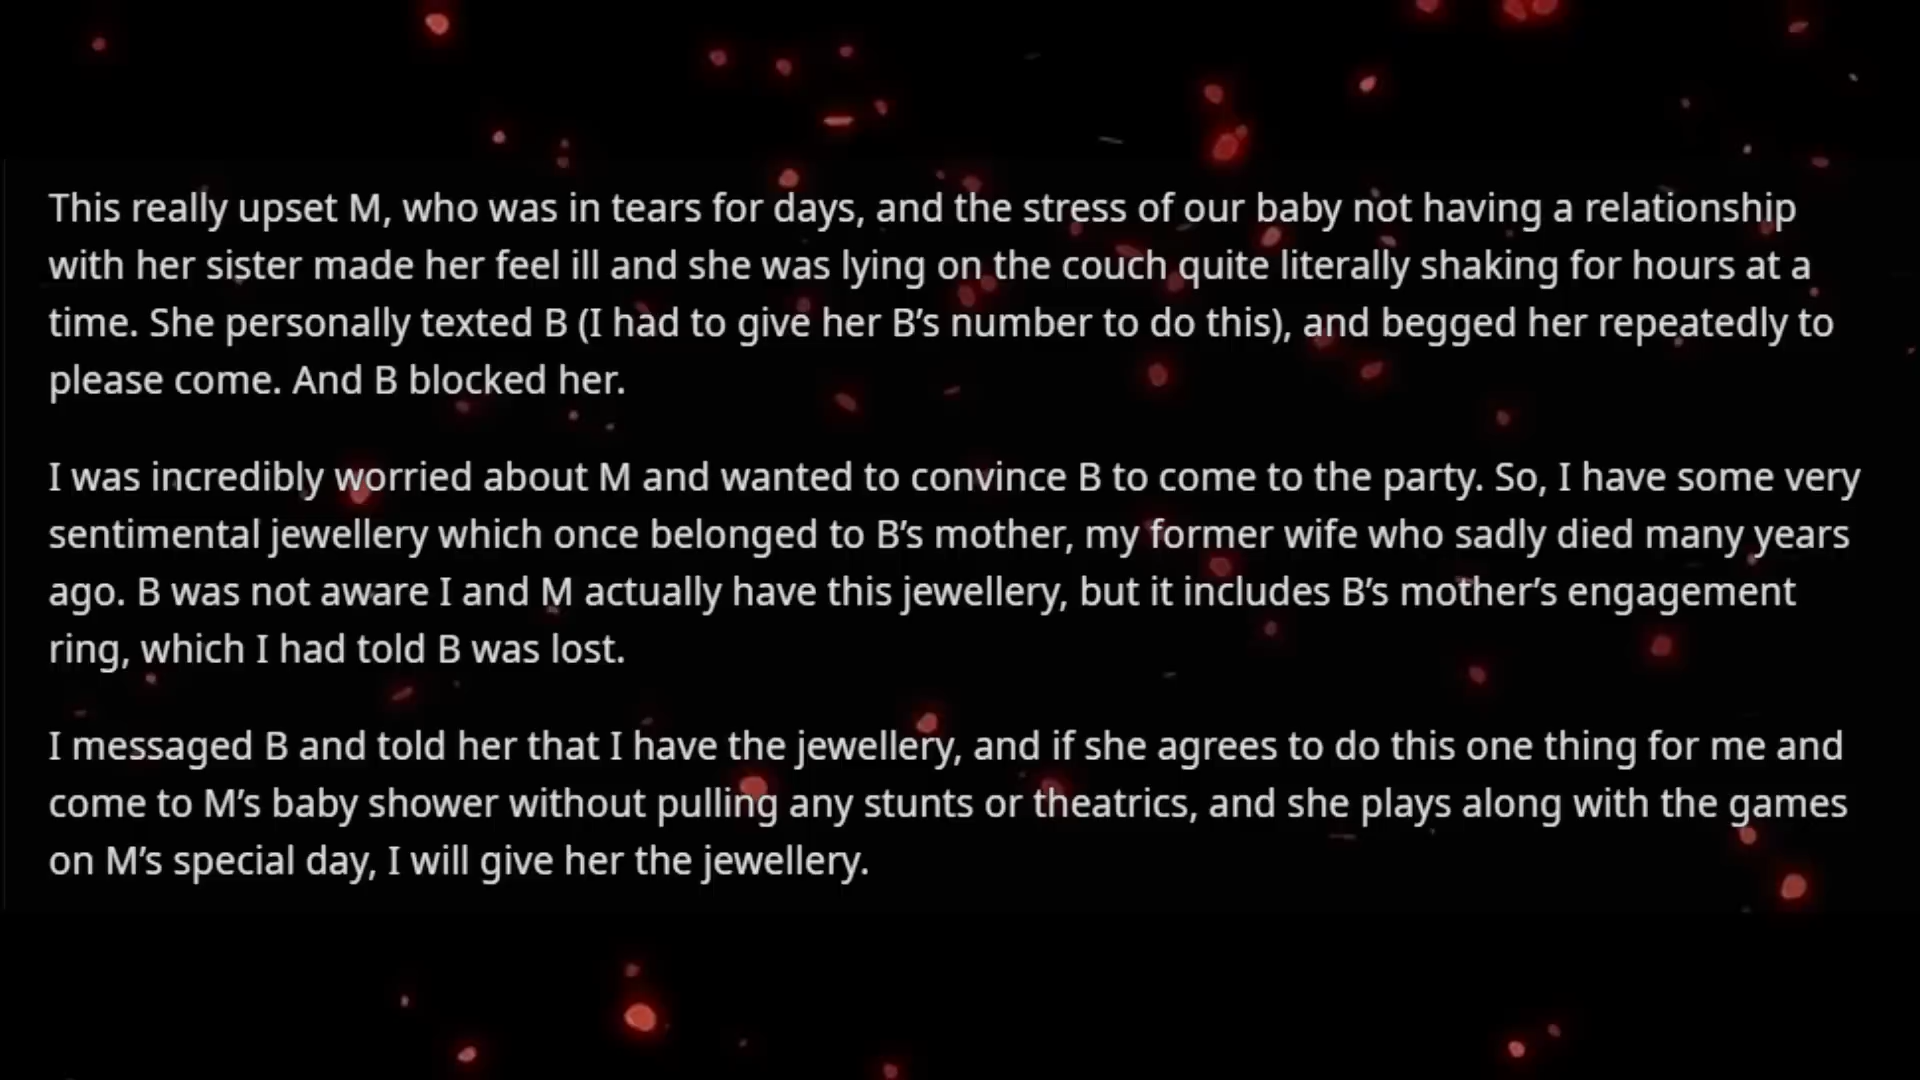 This really upset M, who was in tears for days, and the stress of our baby not having a relationship
with her sister made her feel ill and she was lying on the couch quite literally shaking for hours at a
time. She personally texted B (I had to give her B’s number to do this), and begged her repeatedly to
please come. And B blocked her.
I was incredibly worried about M and wanted to convince B to come to the party. So, I have some very
sentimental jewellery which once belonged to B’s mother, my former wife who sadly died many years
ago. B was not aware I and M actually have this jewellery, but it includes B’s mother’s engagement
ring, which I had told B was lost.
I messaged B and told her that I have the jewellery, and if she agrees to do this one thing for me and
come to M’s baby shower without pulling any stunts or theatrics, and she plays along with the games
on M’s special day, I will give her the jewellery.